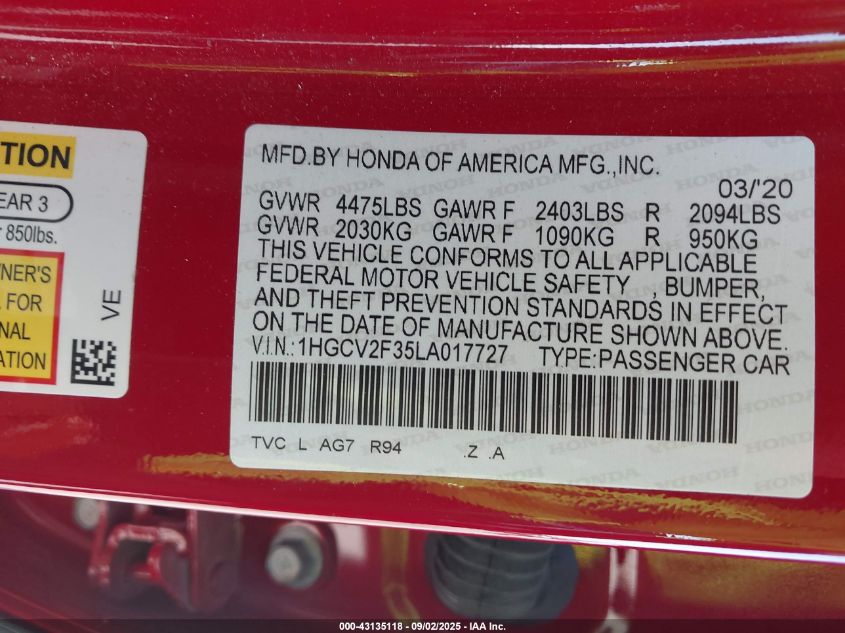 TION
EAR 3
850lbs.
NER'S
FOR
NAL
ATION
VE
MFD.BY HONDA OF AMERICA MFG.,INC.
03/'20
GVWR 4475LBS GAWR F 2403LBS R 2094LBS
GVWR 2030KG GAWR F 1090KG R 950KG
THIS VEHICLE CONFORMS TO ALL APPLICABLE
FEDERAL MOTOR VEHICLE SAFETY , BUMPER,
AND THEFT PREVENTION STANDARDS IN EFFECT
ON THE DATE OF MANUFACTURE SHOWN ABOVE.
V.I.N.:1HGCV2F35LA017727 TYPE:PASSENGER CAR
TVC L AG7 R94 .Z .A
000-43135118 - 09/02/2025 - IAA Inc.